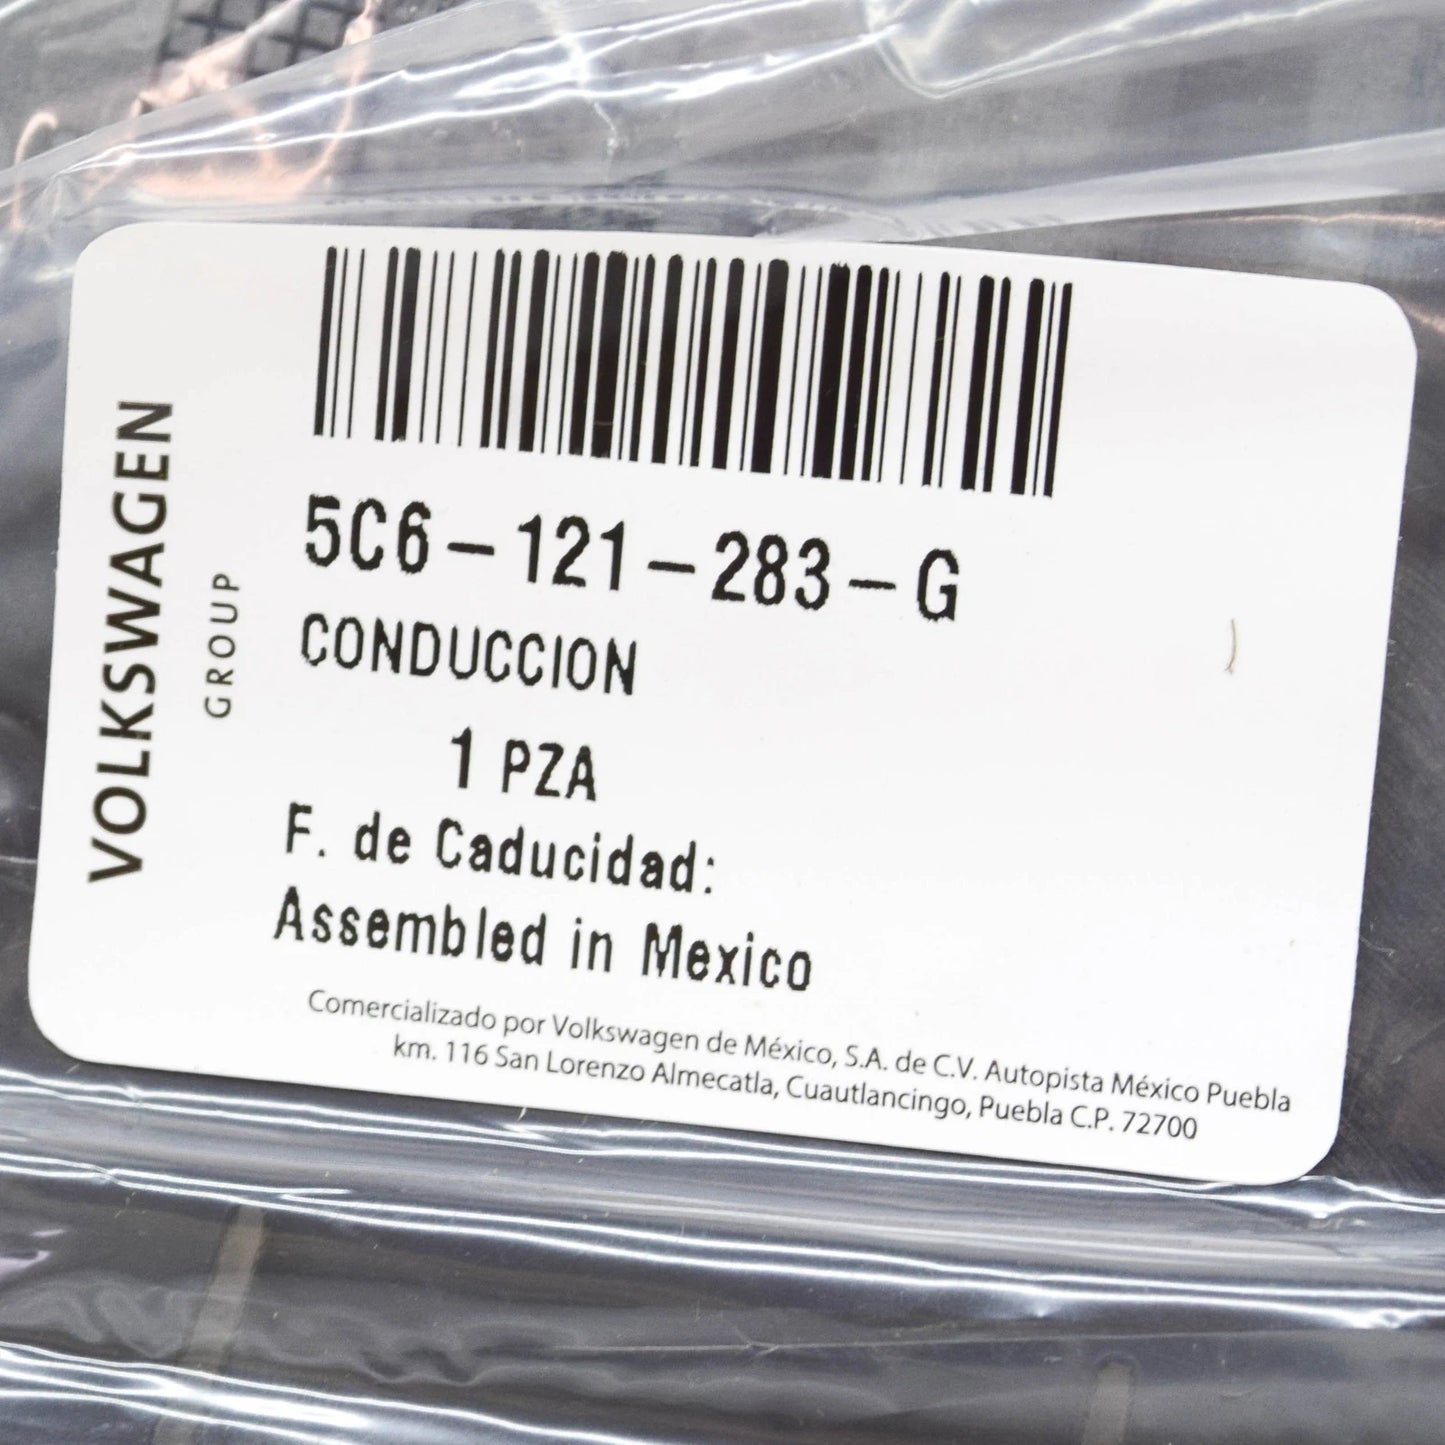 VOLKSWAGEN
GROUP
5C6-121-283-G
CONDUCCION
1 PZA
F. de Caducidad:
Assembled in Mexico
Comercializado por Volkswagen de México, S.A. de C.V. Autopista México Puebla
km. 116 San Lorenzo Almecatla, Cuautlancingo, Puebla C.P. 72700